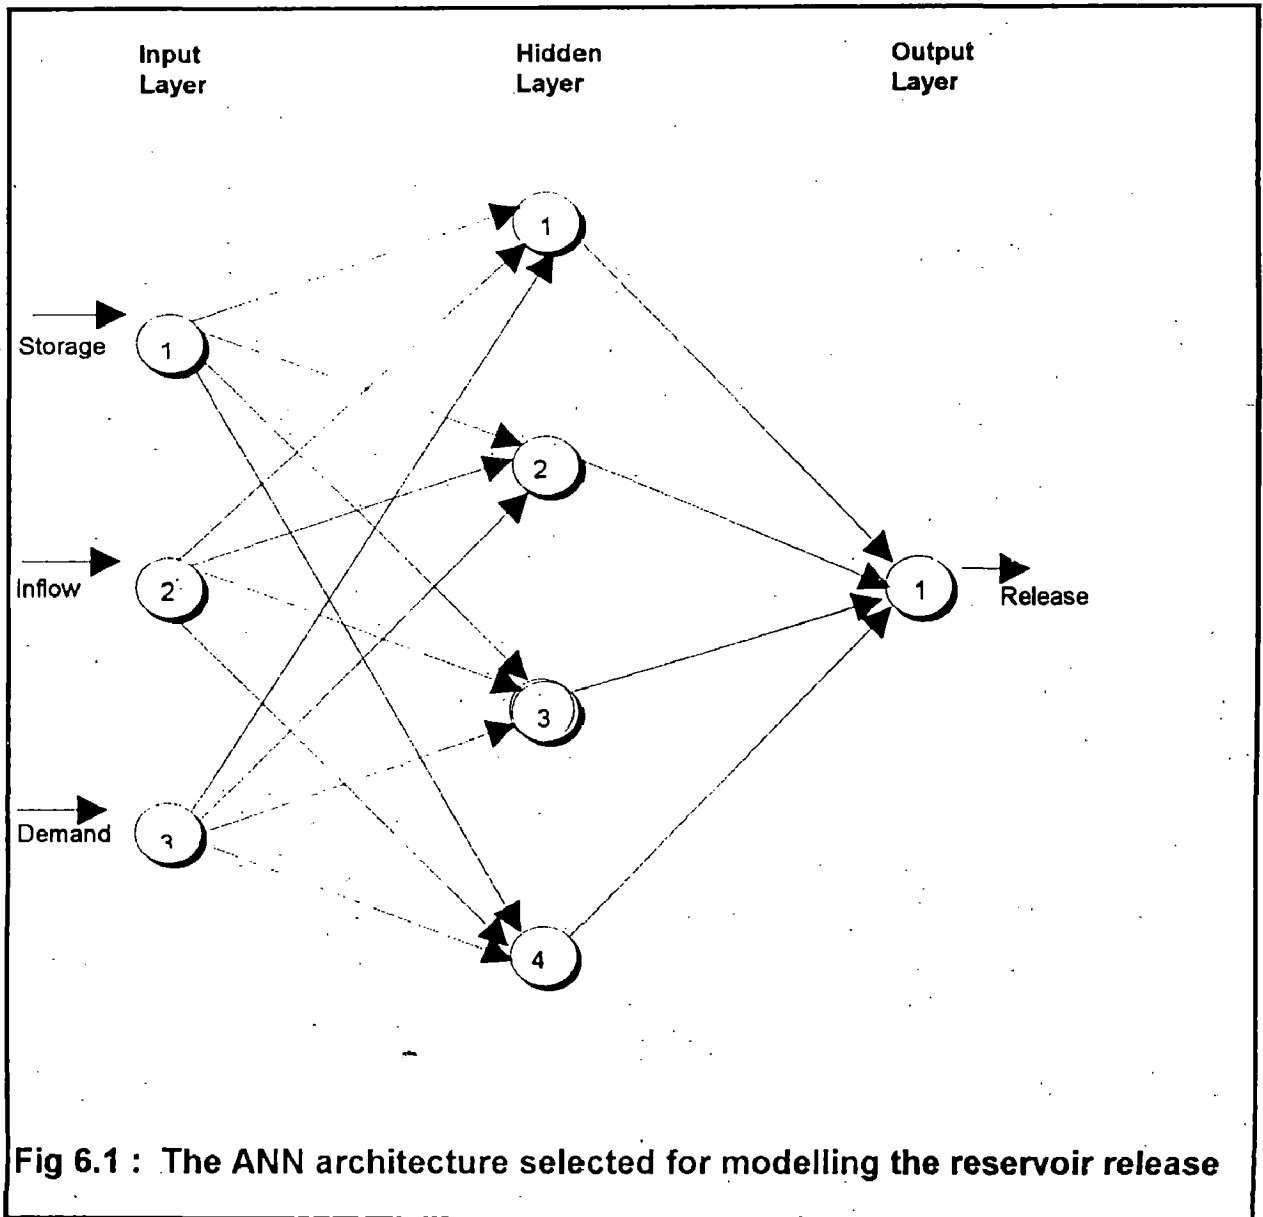 Input
Layer
Hidden
Layer
Output
Layer
1
Storage
1
2
2
Inflow
1
Release
3
3
Demand
4
Fig 6.1 : The ANN architecture selected for modelling the reservoir release